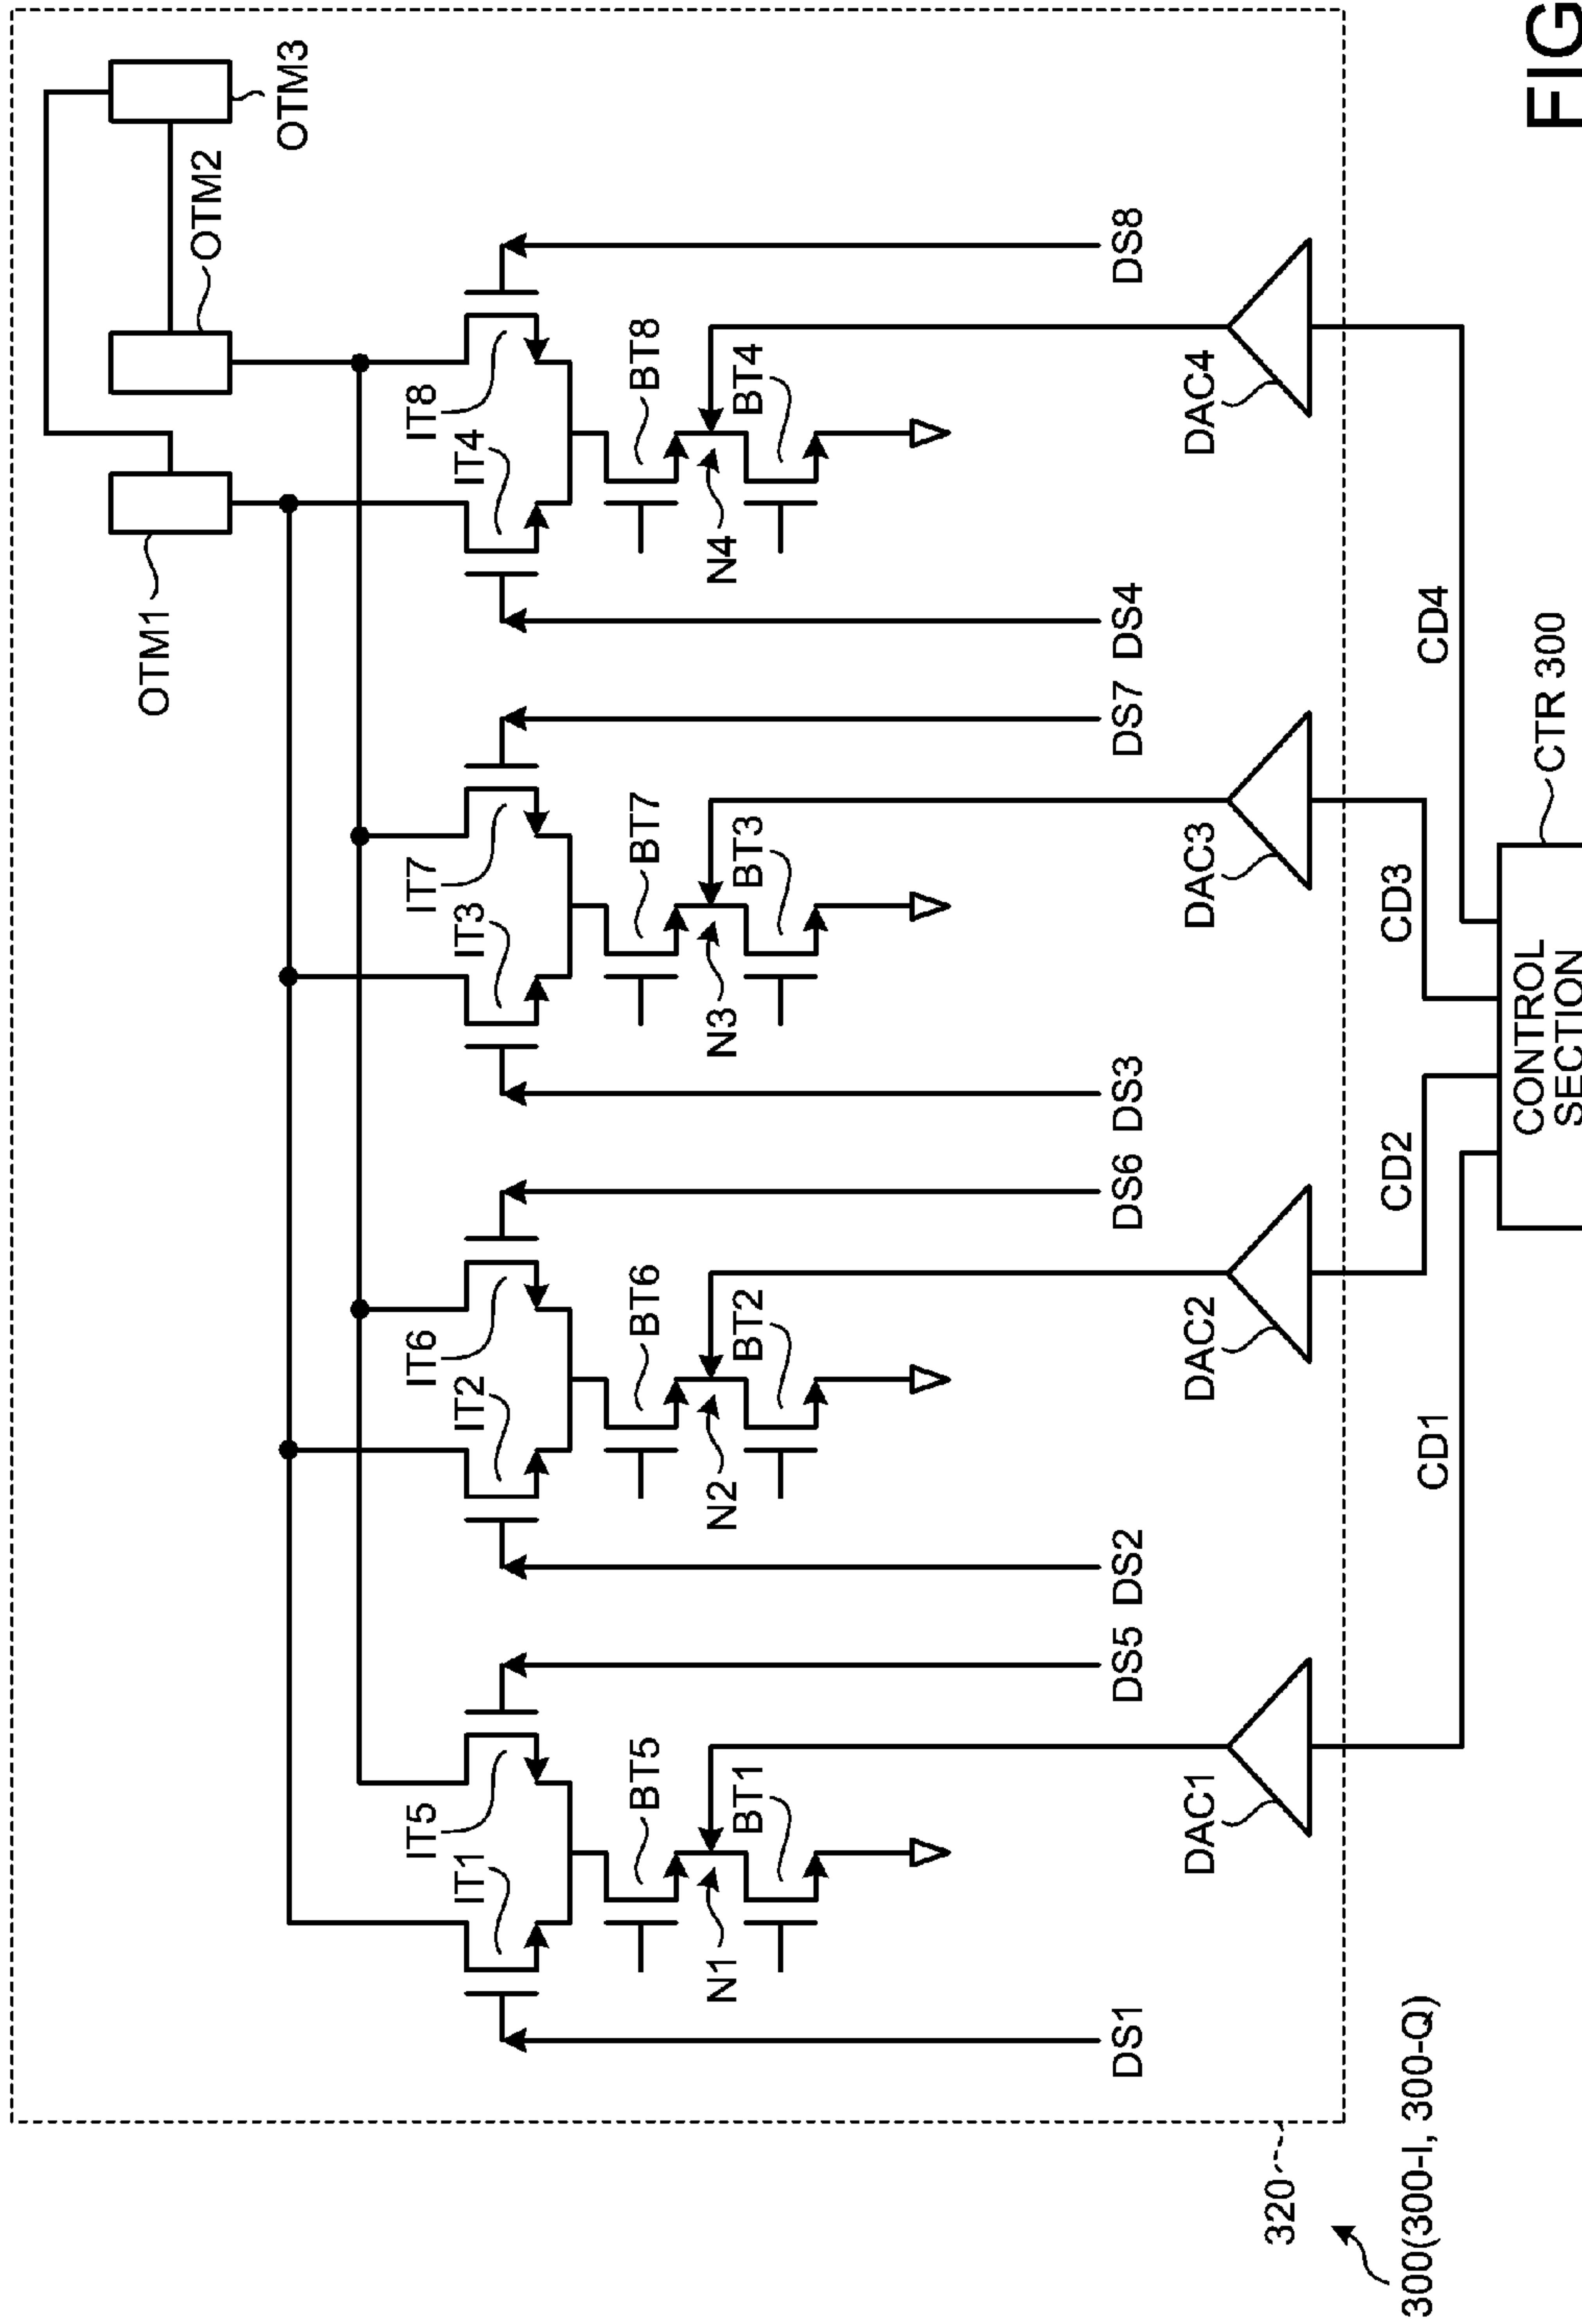 OTM1
OTM2
OTM3
IT1
IT5
IT2
IT6
IT3
IT7
IT4
IT8
BT5
BT6
BT7
BT8
N1
BT1
N2
BT2
N3
BT3
N4
BT4
DS1
DS5
DS2
DS6
DS3
DS7
DS4
DS8
DAC1
DAC2
DAC3
DAC4
320
CD1
CD2
CD3
CD4
300(300-I, 300-Q)
CONTROL
SECTION
CTR 300
FIG